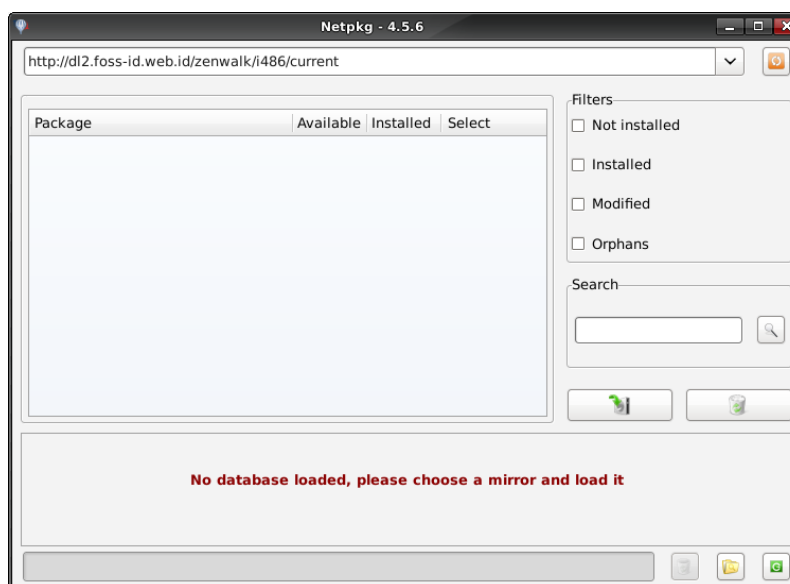 Netpkg - 4.5.6
http://dl2.foss-id.web.id/zenwalk/i486/current
Package Available Installed Select
Filters
Not installed
Installed
Modified
Orphans
Search
No database loaded, please choose a mirror and load it